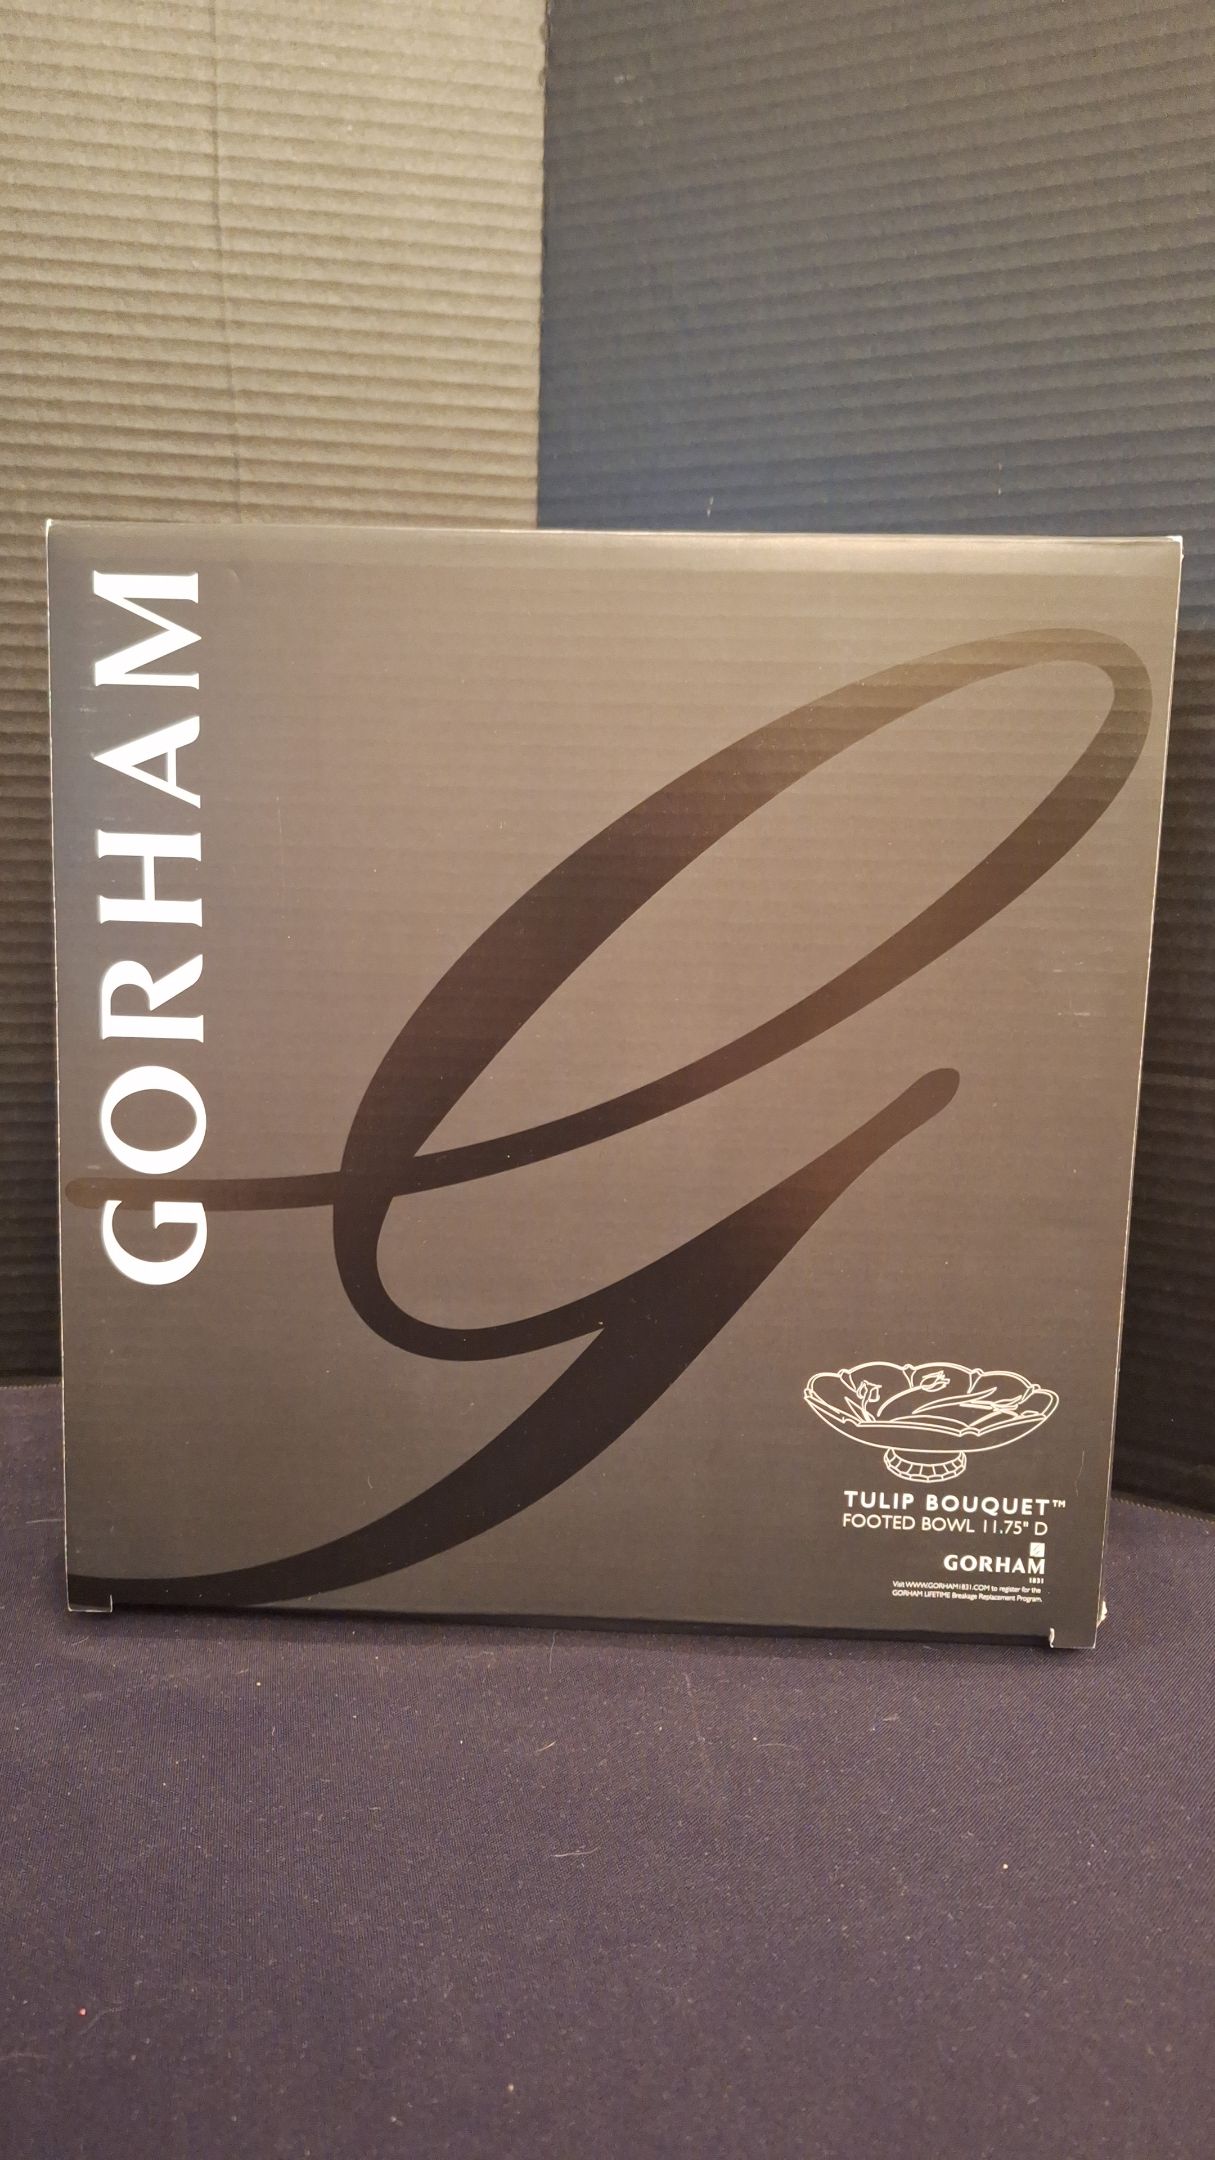 GORHAM
G
TULIP BOUQUET™
FOOTED BOWL 11.75" D
GORHAM
1831
Visit WWW.GORHAM1831.COM to register for the
GORHAM LIFETIME Breakage Replacement Program.